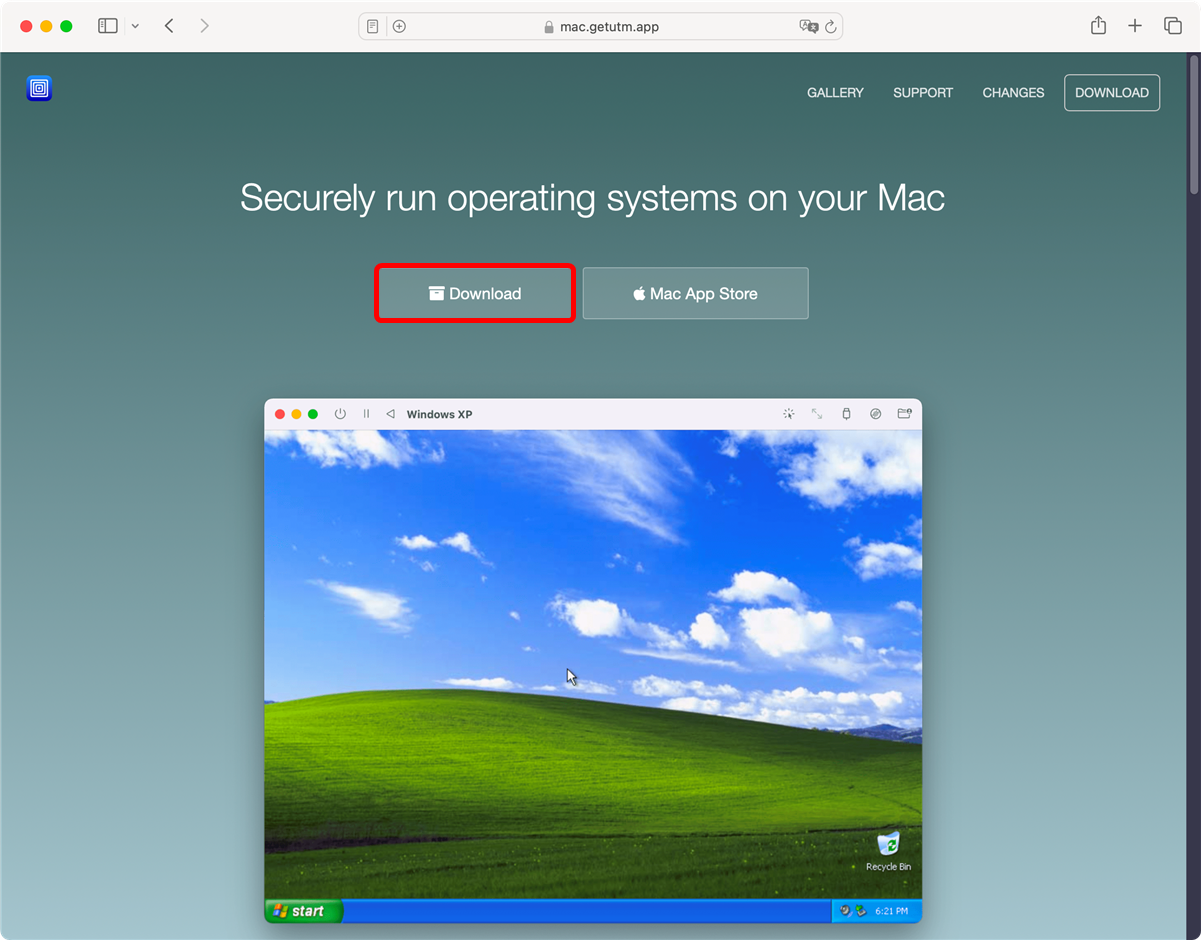 mac.getutm.app
GALLERY SUPPORT CHANGES DOWNLOAD
Securely run operating systems on your Mac
Download Mac App Store
Windows XP
Recycle Bin
start 6:21 PM